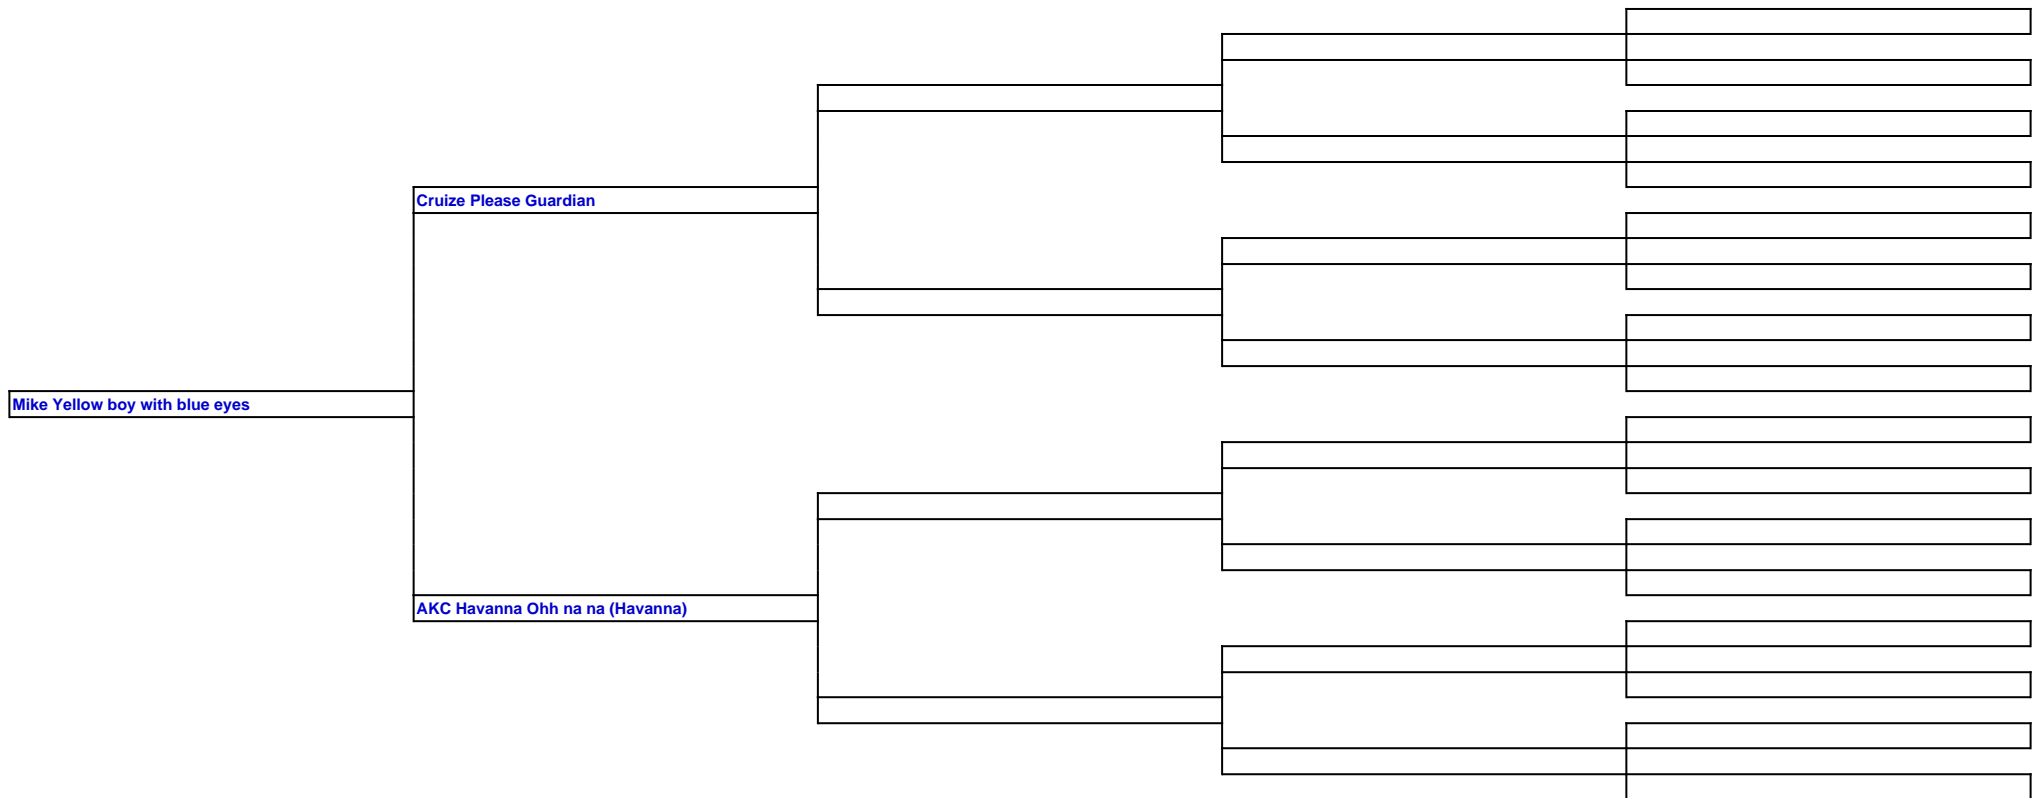 Cruize Please Guardian
Mike Yellow boy with blue eyes
AKC Havanna Ohh na na (Havanna)